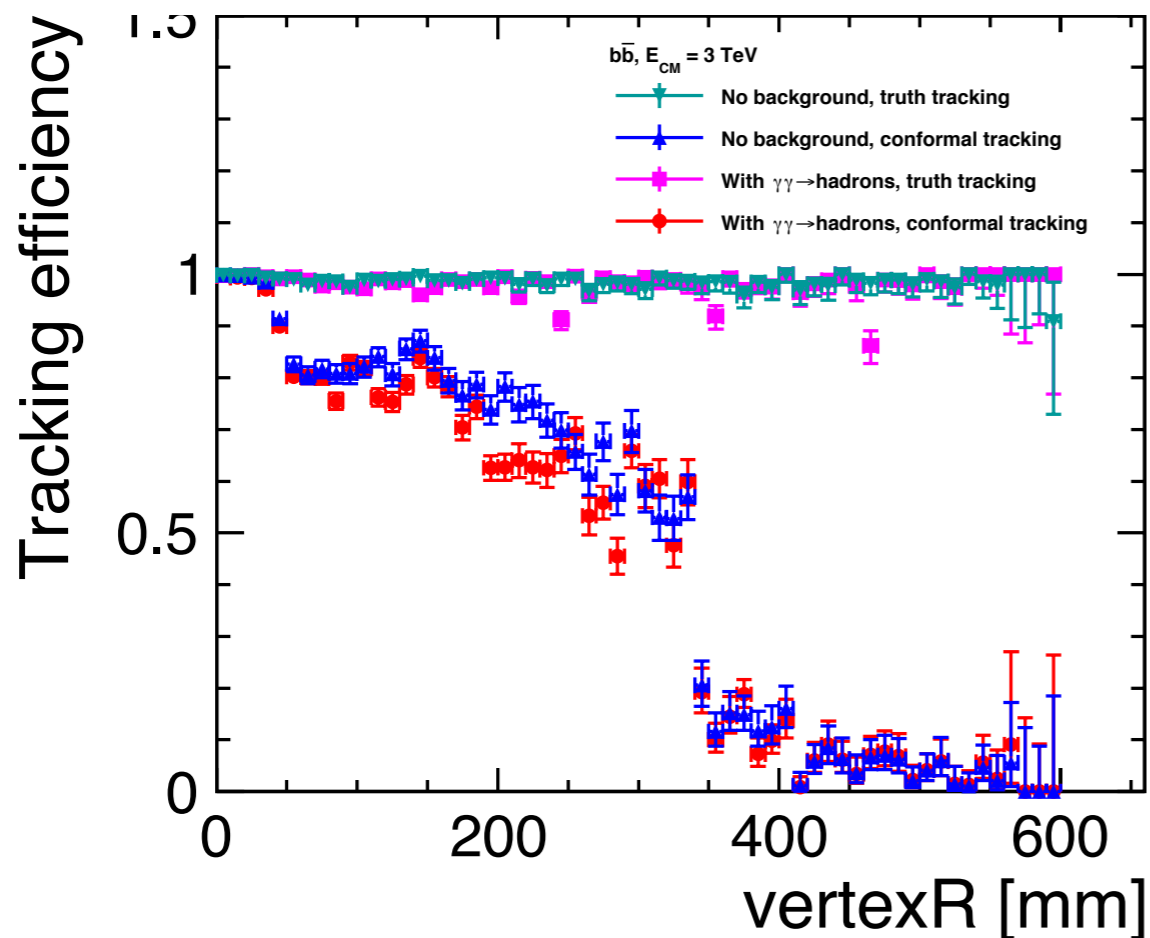 Tracking efficiency
1.5
1
0.5
0
bb̅, E_CM = 3 TeV
No background, truth tracking
No background, conformal tracking
With γγ→hadrons, truth tracking
With γγ→hadrons, conformal tracking
0 200 400 600
vertexR [mm]